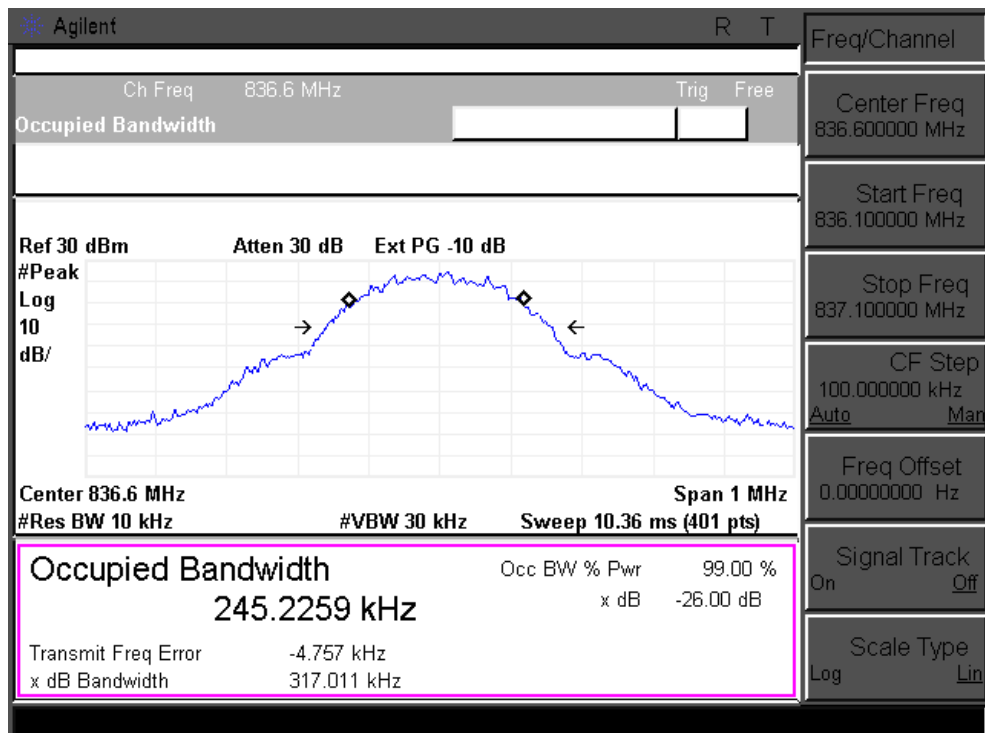 Agilent R T
Ch Freq 836.6 MHz Trig Free
Occupied Bandwidth
Ref 30 dBm Atten 30 dB Ext PG -10 dB
#Peak
Log
10
dB/
Center 836.6 MHz Span 1 MHz
#Res BW 10 kHz #VBW 30 kHz Sweep 10.36 ms (401 pts)
Occupied Bandwidth Occ BW % Pwr 99.00 %
245.2259 kHz x dB -26.00 dB
Transmit Freq Error -4.757 kHz
x dB Bandwidth 317.011 kHz
Freq/Channel
Center Freq
836.600000 MHz
Start Freq
836.100000 MHz
Stop Freq
837.100000 MHz
CF Step
100.000000 kHz
Auto Man
Freq Offset
0.00000000 Hz
Signal Track
On Off
Scale Type
Log Lin